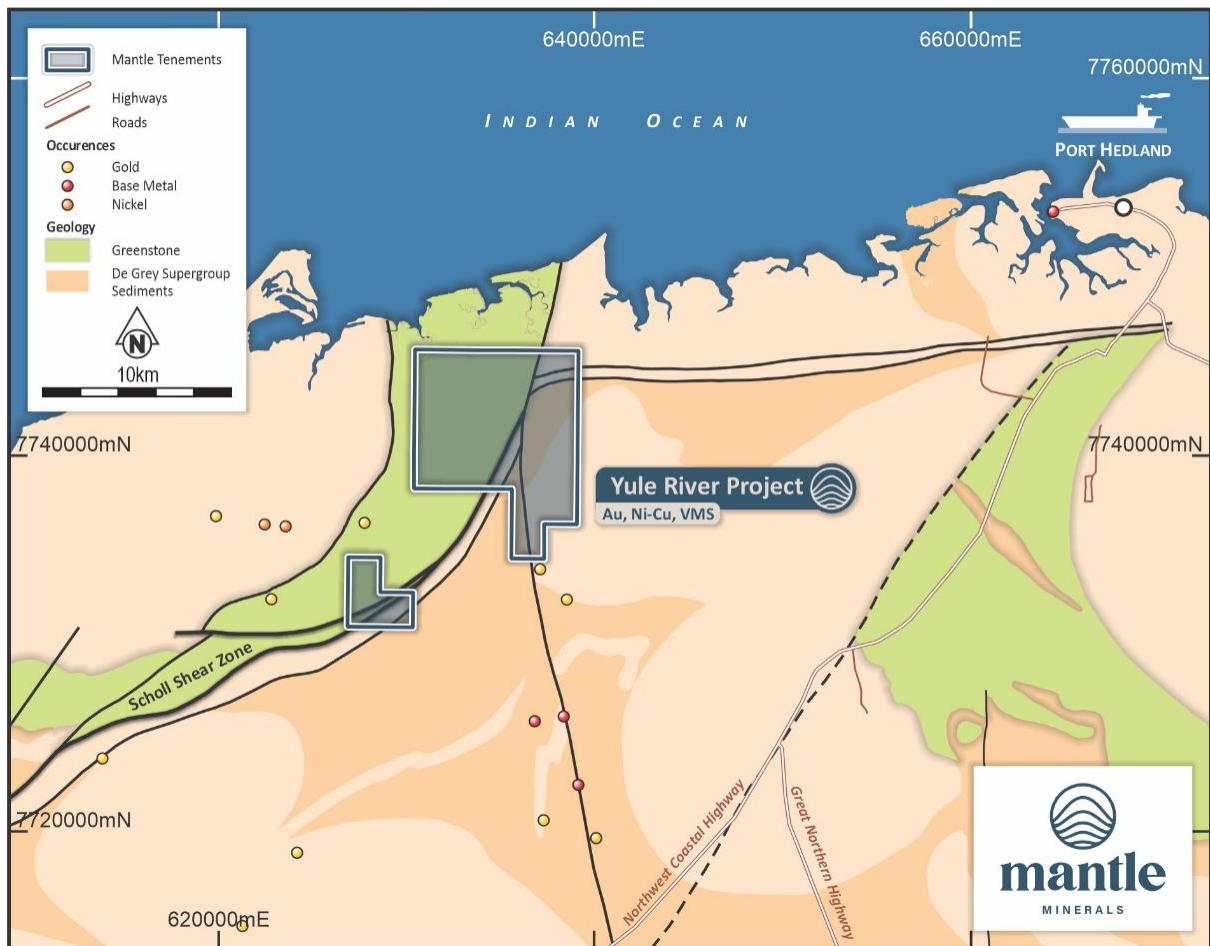 640000mE
660000mE
7760000mN
Mantle Tenements
Highways
Roads
Occurences
Gold
Base Metal
Nickel
Geology
Greenstone
De Grey Supergroup
Sediments
N
10km
INDIAN OCEAN
PORT HEDLAND
7740000mN
7740000mN
Yule River Project
Au, Ni-Cu, VMS
Scholl Shear Zone
7720000mN
Northwest Coastal Highway
Great Northern Highway
620000mE
mantle
MINERALS